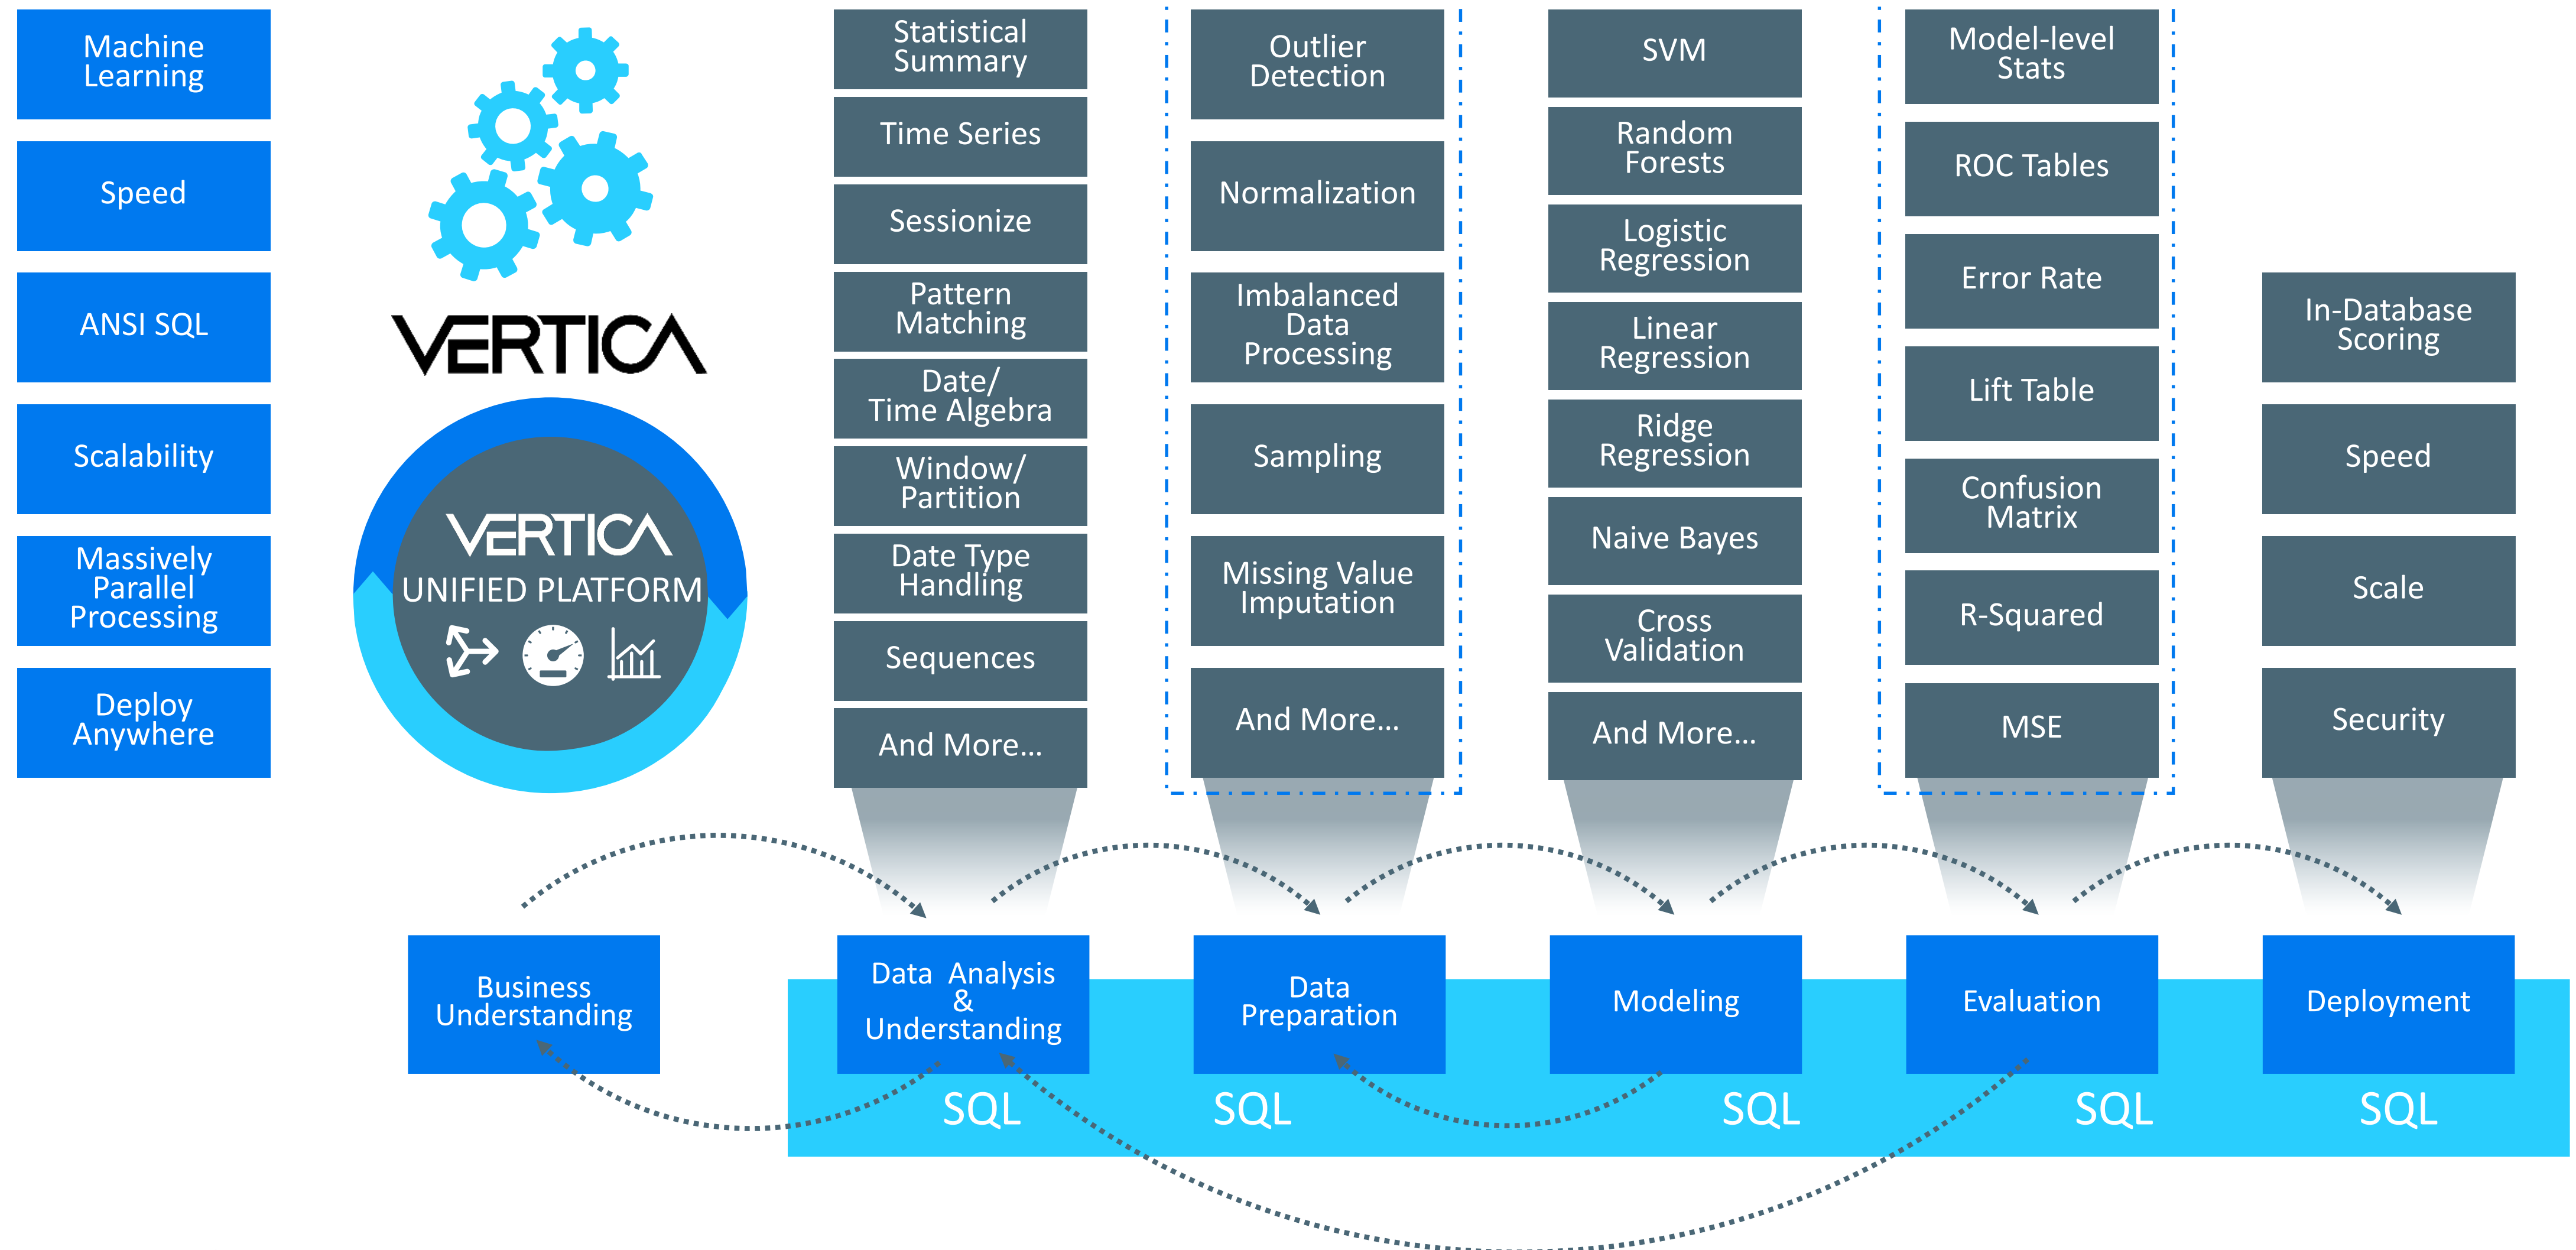 Machine
Learning
Speed
ANSI SQL
Scalability
Massively
Parallel
Processing
Deploy
Anywhere
VERTICA
VERTICA
UNIFIED PLATFORM
Statistical
Summary
Time Series
Sessionize
Pattern
Matching
Date/
Time Algebra
Window/
Partition
Date Type
Handling
Sequences
And More...
Outlier
Detection
Normalization
Imbalanced
Data
Processing
Sampling
Missing Value
Imputation
And More...
SVM
Random
Forests
Logistic
Regression
Linear
Regression
Ridge
Regression
Naive Bayes
Cross
Validation
And More...
Model-level
Stats
ROC Tables
Error Rate
Lift Table
Confusion
Matrix
R-Squared
MSE
In-Database
Scoring
Speed
Scale
Security
Business
Understanding
Data Analysis
&
Understanding
Data
Preparation
Modeling
Evaluation
Deployment
SQL
SQL
SQL
SQL
SQL